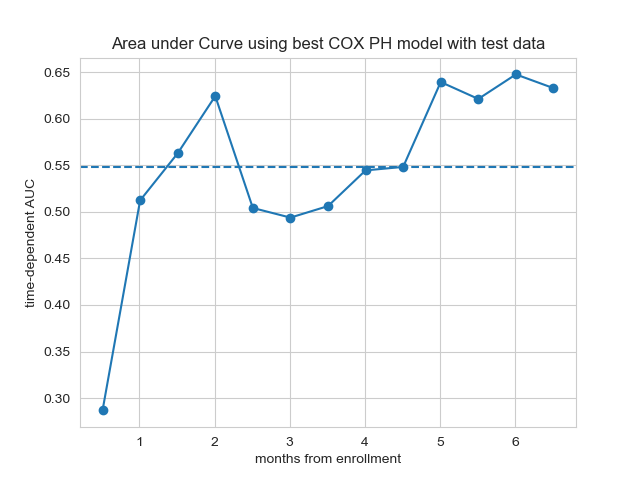 Area under Curve using best COX PH model with test data
time-dependent AUC
0.65
0.60
0.55
0.50
0.45
0.40
0.35
0.30
1 2 3 4 5 6
months from enrollment